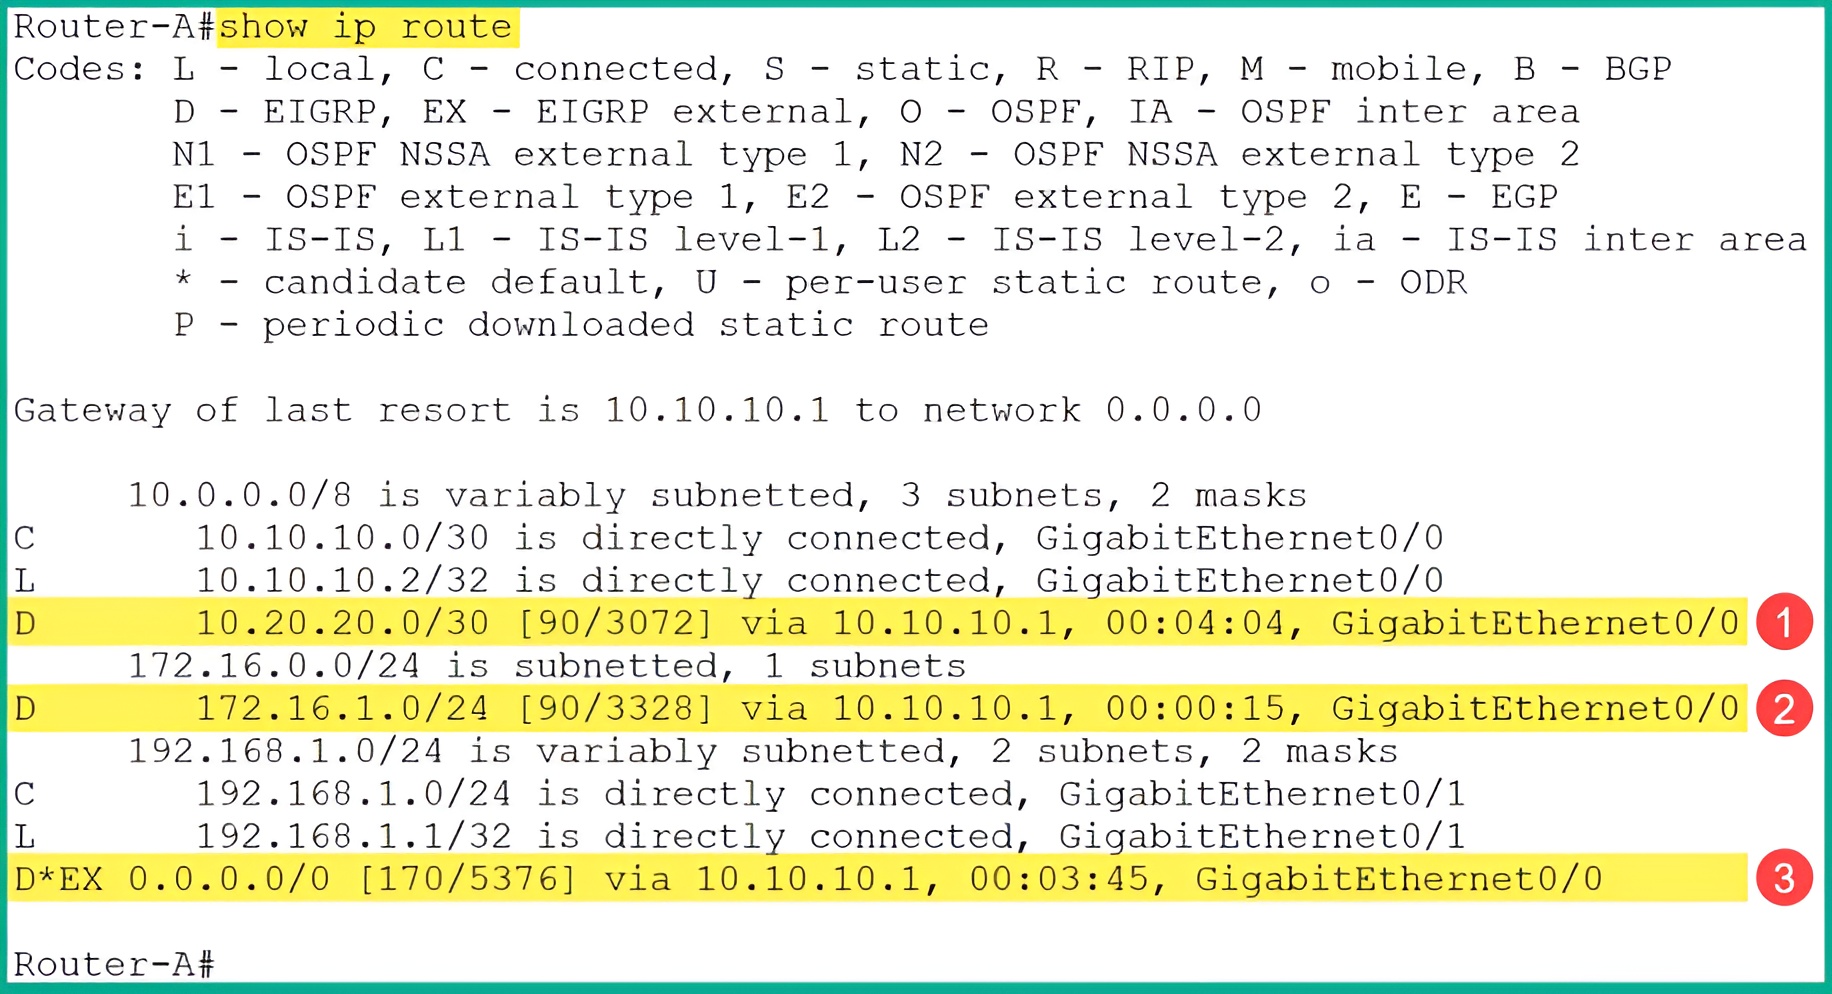 Router-A#show ip route
Codes: L - local, C - connected, S - static, R - RIP, M - mobile, B - BGP
D - EIGRP, EX - EIGRP external, O - OSPF, IA - OSPF inter area
N1 - OSPF NSSA external type 1, N2 - OSPF NSSA external type 2
E1 - OSPF external type 1, E2 - OSPF external type 2, E - EGP
i - IS-IS, L1 - IS-IS level-1, L2 - IS-IS level-2, ia - IS-IS inter area
* - candidate default, U - per-user static route, o - ODR
P - periodic downloaded static route
Gateway of last resort is 10.10.10.1 to network 0.0.0.0
10.0.0.0/8 is variably subnetted, 3 subnets, 2 masks
C 10.10.10.0/30 is directly connected, GigabitEthernet0/0
L 10.10.10.2/32 is directly connected, GigabitEthernet0/0
D 10.20.20.0/30 [90/3072] via 10.10.10.1, 00:04:04, GigabitEthernet0/0 1
172.16.0.0/24 is subnetted, 1 subnets
D 172.16.1.0/24 [90/3328] via 10.10.10.1, 00:00:15, GigabitEthernet0/0 2
192.168.1.0/24 is variably subnetted, 2 subnets, 2 masks
C 192.168.1.0/24 is directly connected, GigabitEthernet0/1
L 192.168.1.1/32 is directly connected, GigabitEthernet0/1
D*EX 0.0.0.0/0 [170/5376] via 10.10.10.1, 00:03:45, GigabitEthernet0/0 3
Router-A#